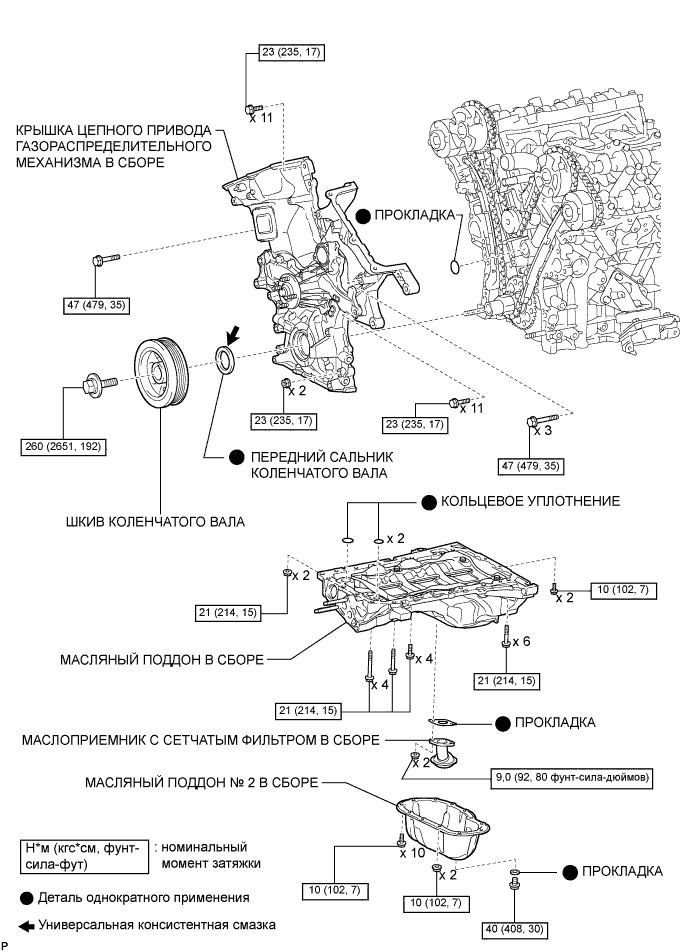 23 (235, 17)
x 11
КРЫШКА ЦЕПНОГО ПРИВОДА
ГАЗОРАСПРЕДЕЛИТЕЛЬНОГО
МЕХАНИЗМА В СБОРЕ
ПРОКЛАДКА
47 (479, 35)
x 2
23 (235, 17)
x 11
23 (235, 17)
x 3
47 (479, 35)
260 (2651, 192)
ПЕРЕДНИЙ САЛЬНИК
КОЛЕНЧАТОГО ВАЛА
ШКИВ КОЛЕНЧАТОГО ВАЛА
КОЛЬЦЕВОЕ УПЛОТНЕНИЕ
x 2
x 2
x 2
10 (102, 7)
21 (214, 15)
x 6
МАСЛЯНЫЙ ПОДДОН В СБОРЕ
x 4
x 4
21 (214, 15)
21 (214, 15)
ПРОКЛАДКА
МАСЛОПРИЕМНИК С СЕТЧАТЫМ ФИЛЬТРОМ В СБОРЕ
x 2
9,0 (92, 80 фунт-сила-дюймов)
МАСЛЯНЫЙ ПОДДОН № 2 В СБОРЕ
x 10
10 (102, 7)
x 2
10 (102, 7)
ПРОКЛАДКА
40 (408, 30)
Н*м (кгс*см, фунт-
сила-фут)
: номинальный
момент затяжки
Деталь однократного применения
Универсальная консистентная смазка
P